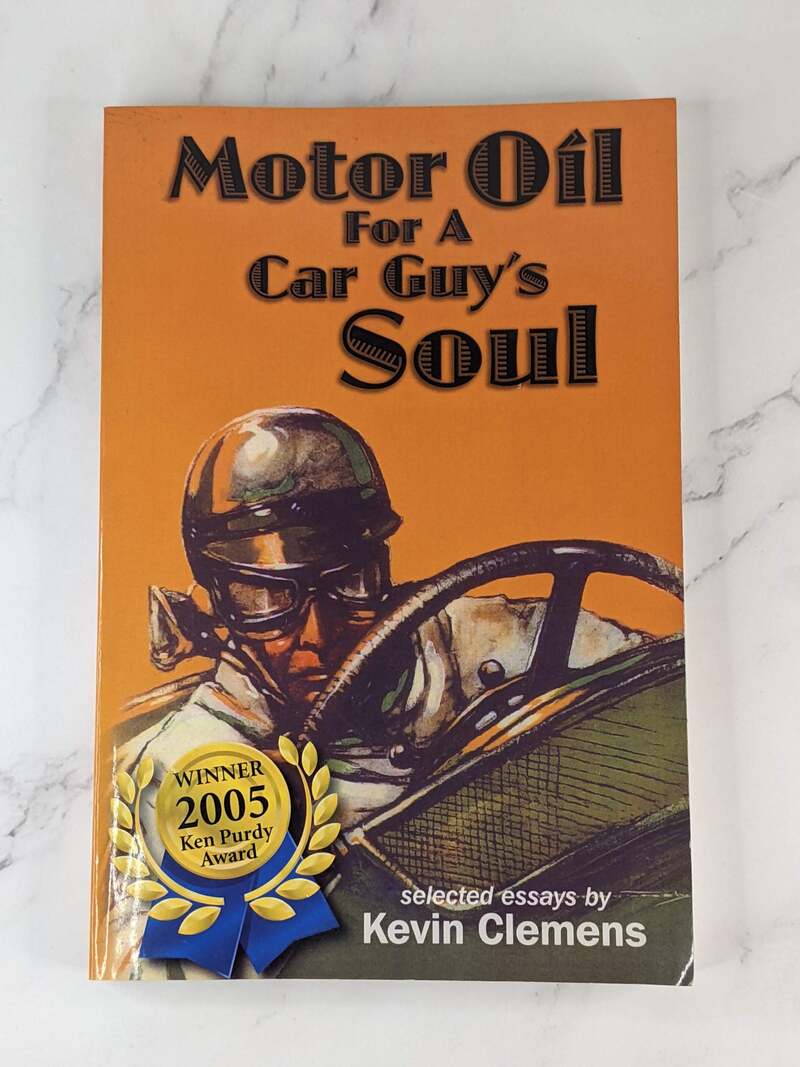 Motor Oil
For A
Car Guy's
Soul
WINNER
2005
Ken Purdy
Award
selected essays by
Kevin Clemens